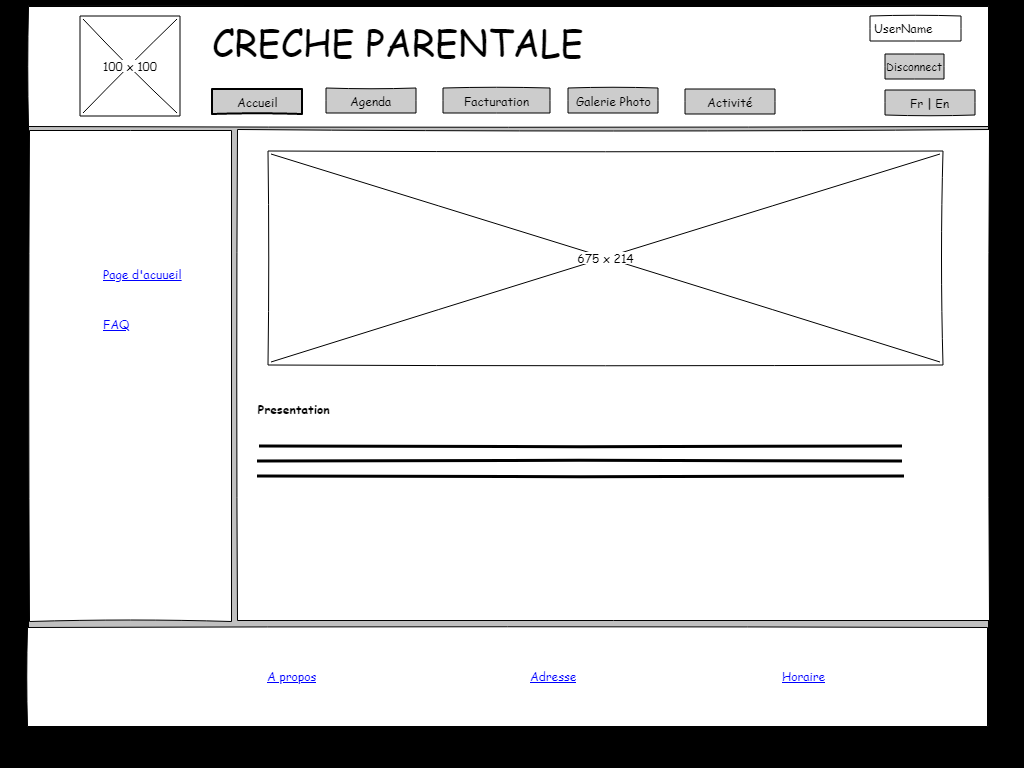 CRECHE PARENTALE
UserName
100 x 100
Disconnect
Accueil
Agenda
Facturation
Galerie Photo
Activité
Fr | En
675 x 214
Page d'acuueil
FAQ
Presentation
A propos
Adresse
Horaire